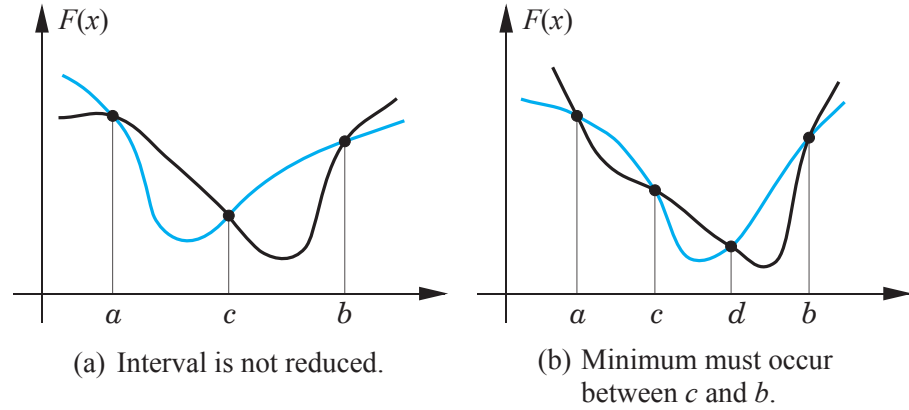 F(x)
a
c
b
(a) Interval is not reduced.
F(x)
a
c
d
b
(b) Minimum must occur
between c and b.